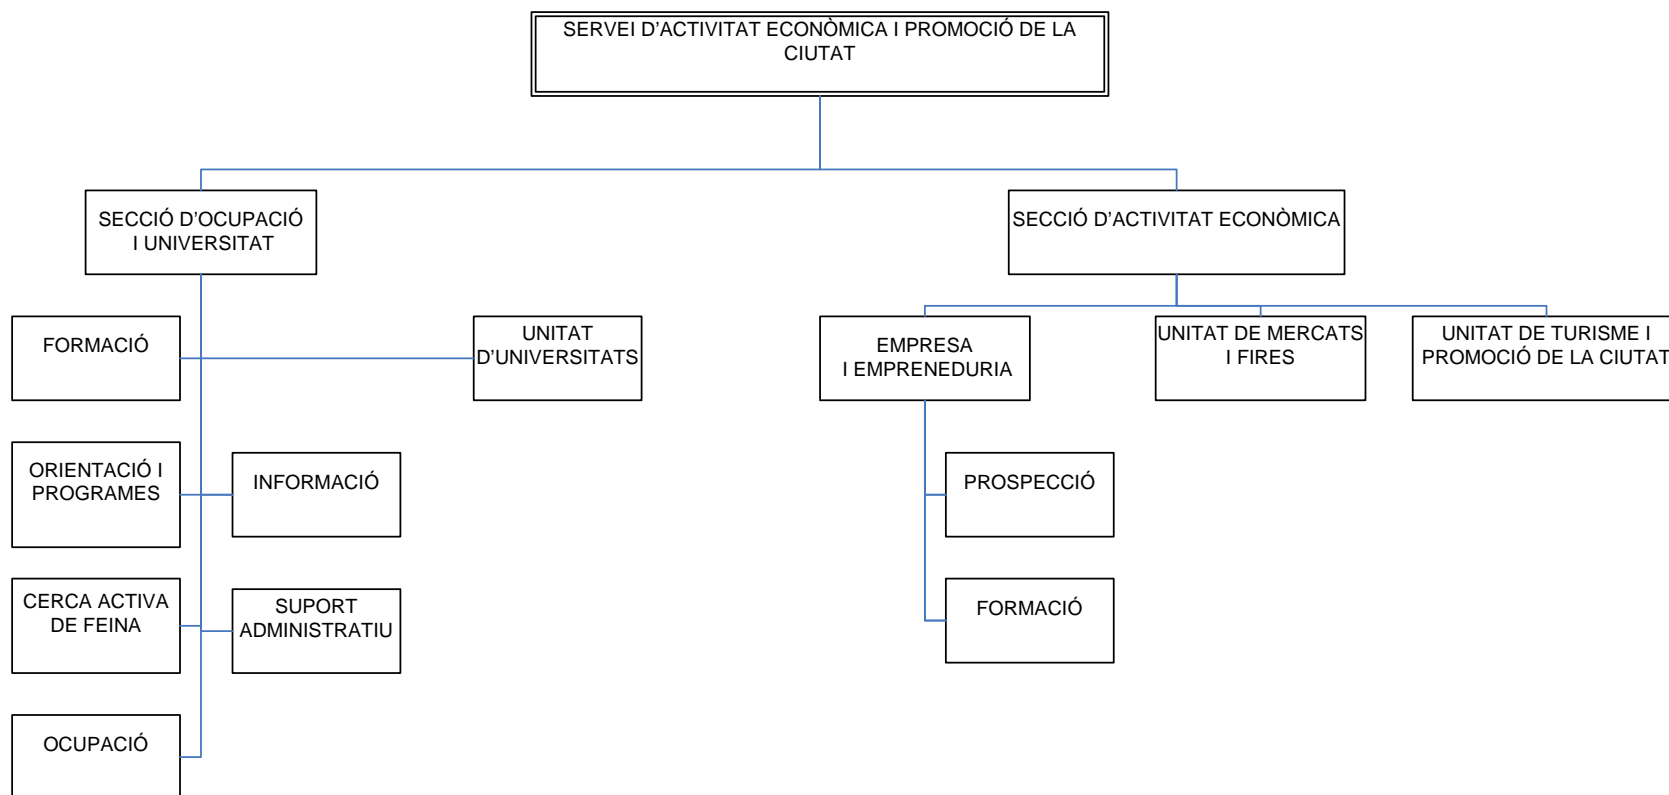 SERVEI D'ACTIVITAT ECONÒMICA I PROMOCIÓ DE LA
CIUTAT
SECCIÓ D'OCUPACIÓ
I UNIVERSITAT
SECCIÓ D'ACTIVITAT ECONÒMICA
FORMACIÓ
UNITAT
D'UNIVERSITATS
EMPRESA
I EMPRENEDURIA
UNITAT DE MERCATS
I FIRES
UNITAT DE TURISME I
PROMOCIÓ DE LA CIUTAT
ORIENTACIÓ I
PROGRAMES
INFORMACIÓ
PROSPECCIÓ
CERCA ACTIVA
DE FEINA
SUPORT
ADMINISTRATIU
FORMACIÓ
OCUPACIÓ